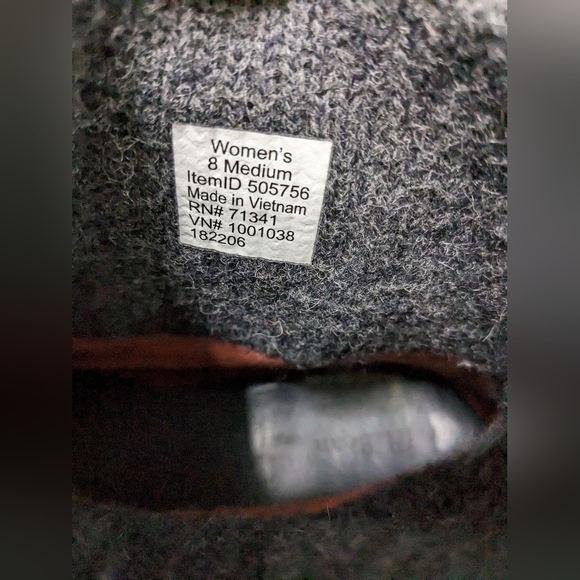 Women's
8 Medium
ItemID 505756
Made in Vietnam
RN# 71341
VN# 1001038
182206